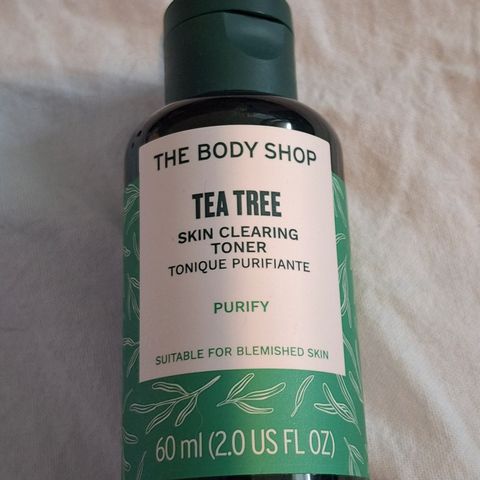 THE BODY SHOP
TEA TREE
SKIN CLEARING
TONER
TONIQUE PURIFIANTE
PURIFY
SUITABLE FOR BLEMISHED SKIN
60 ml (2.0 US FL OZ)